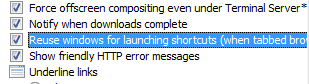 Force offscreen compositing even under Terminal Server*
Notify when downloads complete
Reuse windows for launching shortcuts (when tabbed
Show friendly HTTP error messages
Underline links